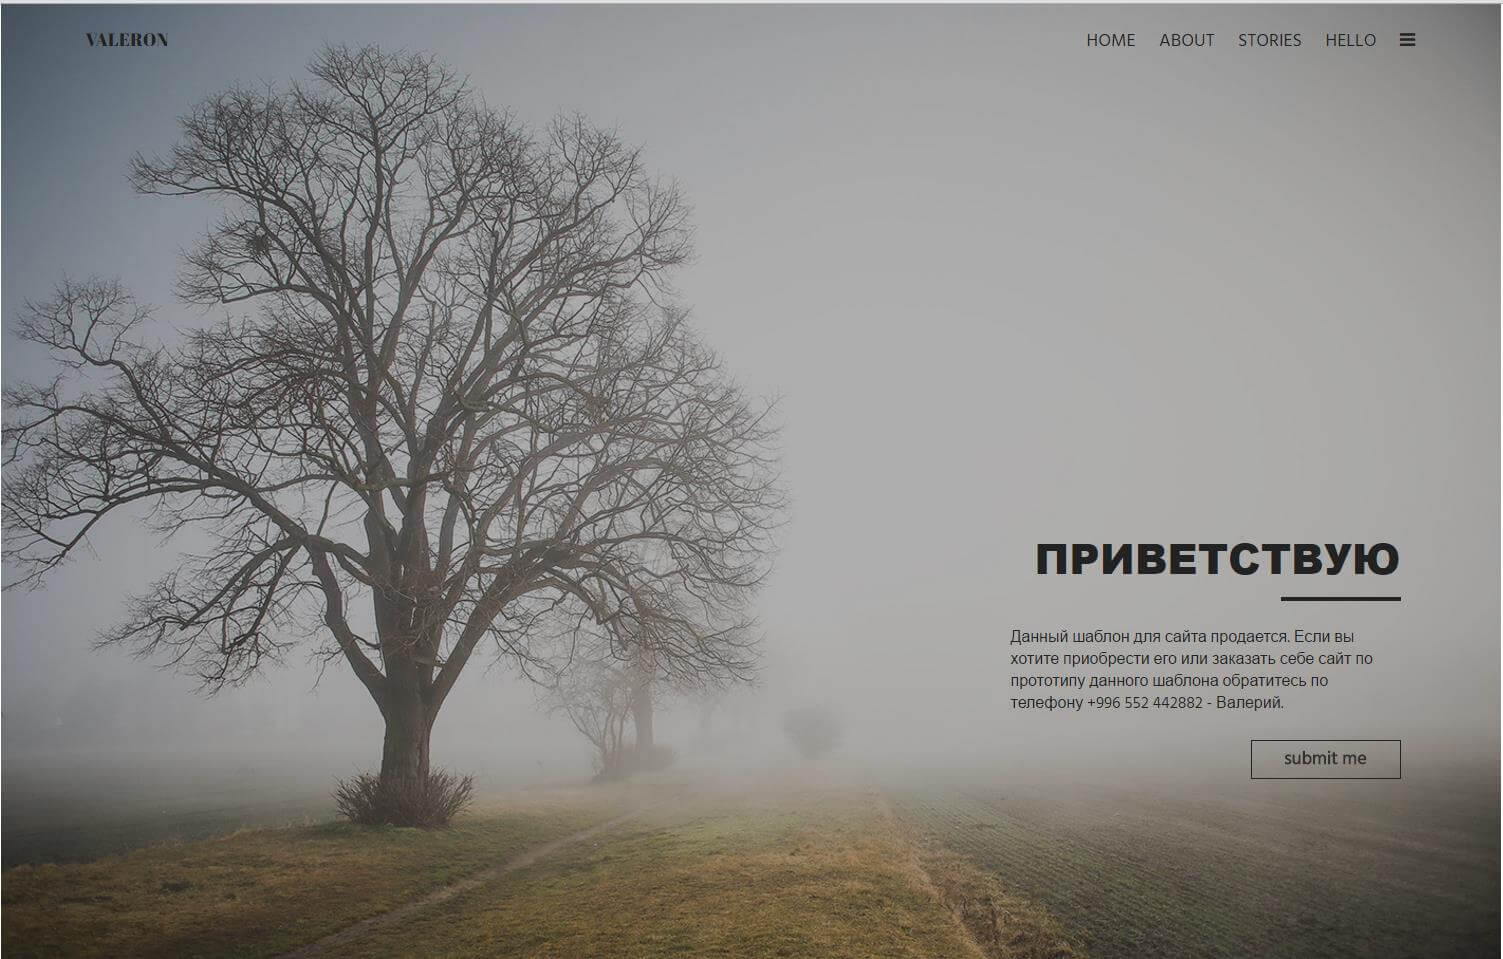 VALERON
HOME ABOUT STORIES HELLO
ПРИВЕТСТВУЮ
Данный шаблон для сайта продается. Если вы
хотите приобрести его или заказать себе сайт по
прототипу данного шаблона обратитесь по
телефону +996 552 442882 - Валерий.
submit me